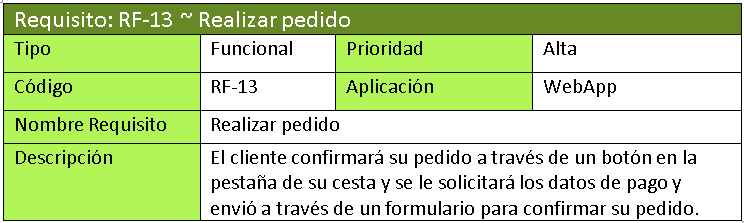 Requisito: RF-13 ~ Realizar pedido
Tipo Funcional Prioridad Alta
Código RF-13 Aplicación WebApp
Nombre Requisito Realizar pedido
Descripción El cliente confirmará su pedido a través de un botón en la
pestaña de su cesta y se le solicitará los datos de pago y
envió a través de un formulario para confirmar su pedido.